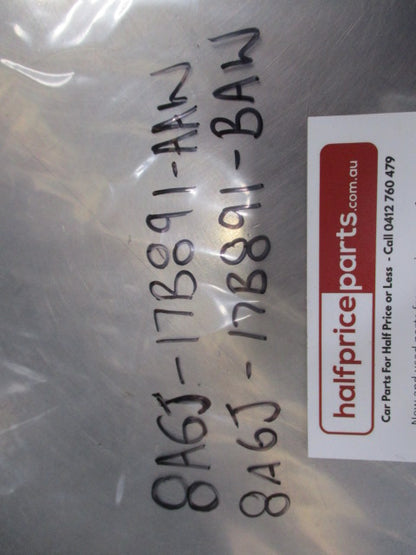 8A6J-17B891-AAW
8A6J-17B891-BAW
halfpriceparts.com.au
Car Parts For Half Price or Less - Call 0412 760 479